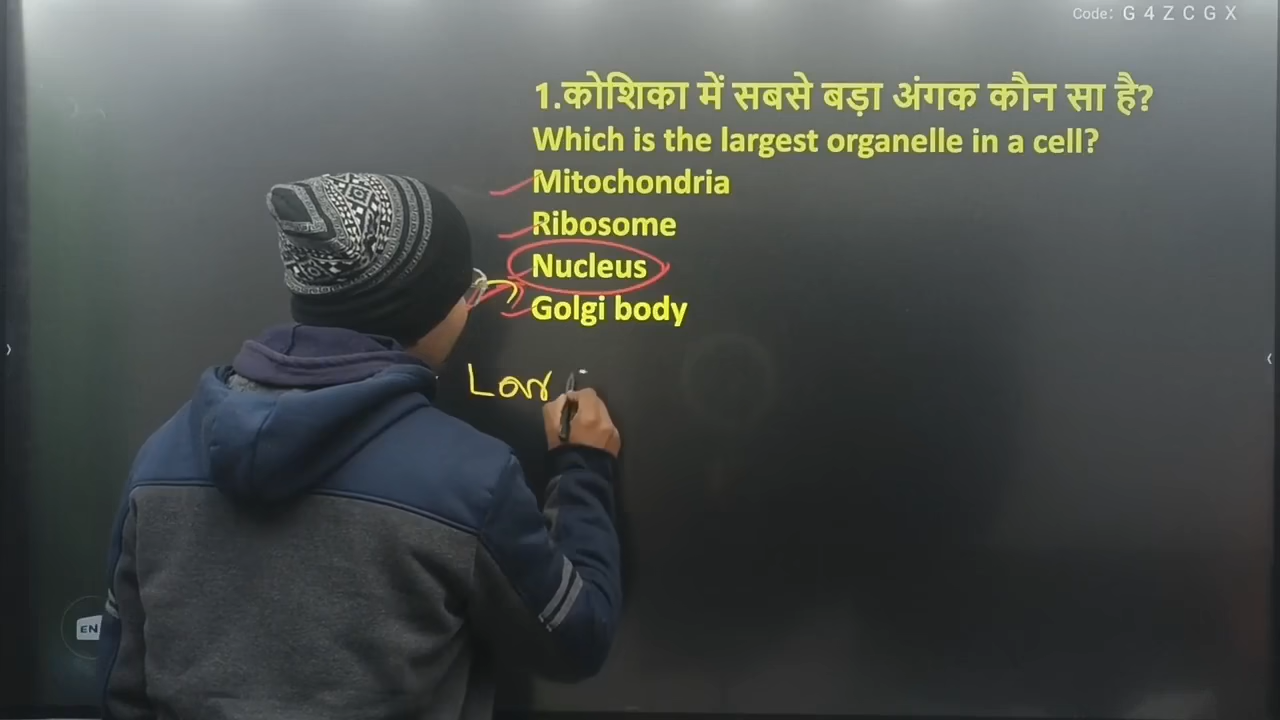 Code: G 4 Z C G X
1.कोशिका में सबसे बड़ा अंगक कौन सा है?
Which is the largest organelle in a cell?
Mitochondria
Ribosome
Nucleus
Golgi body
Lar
EN